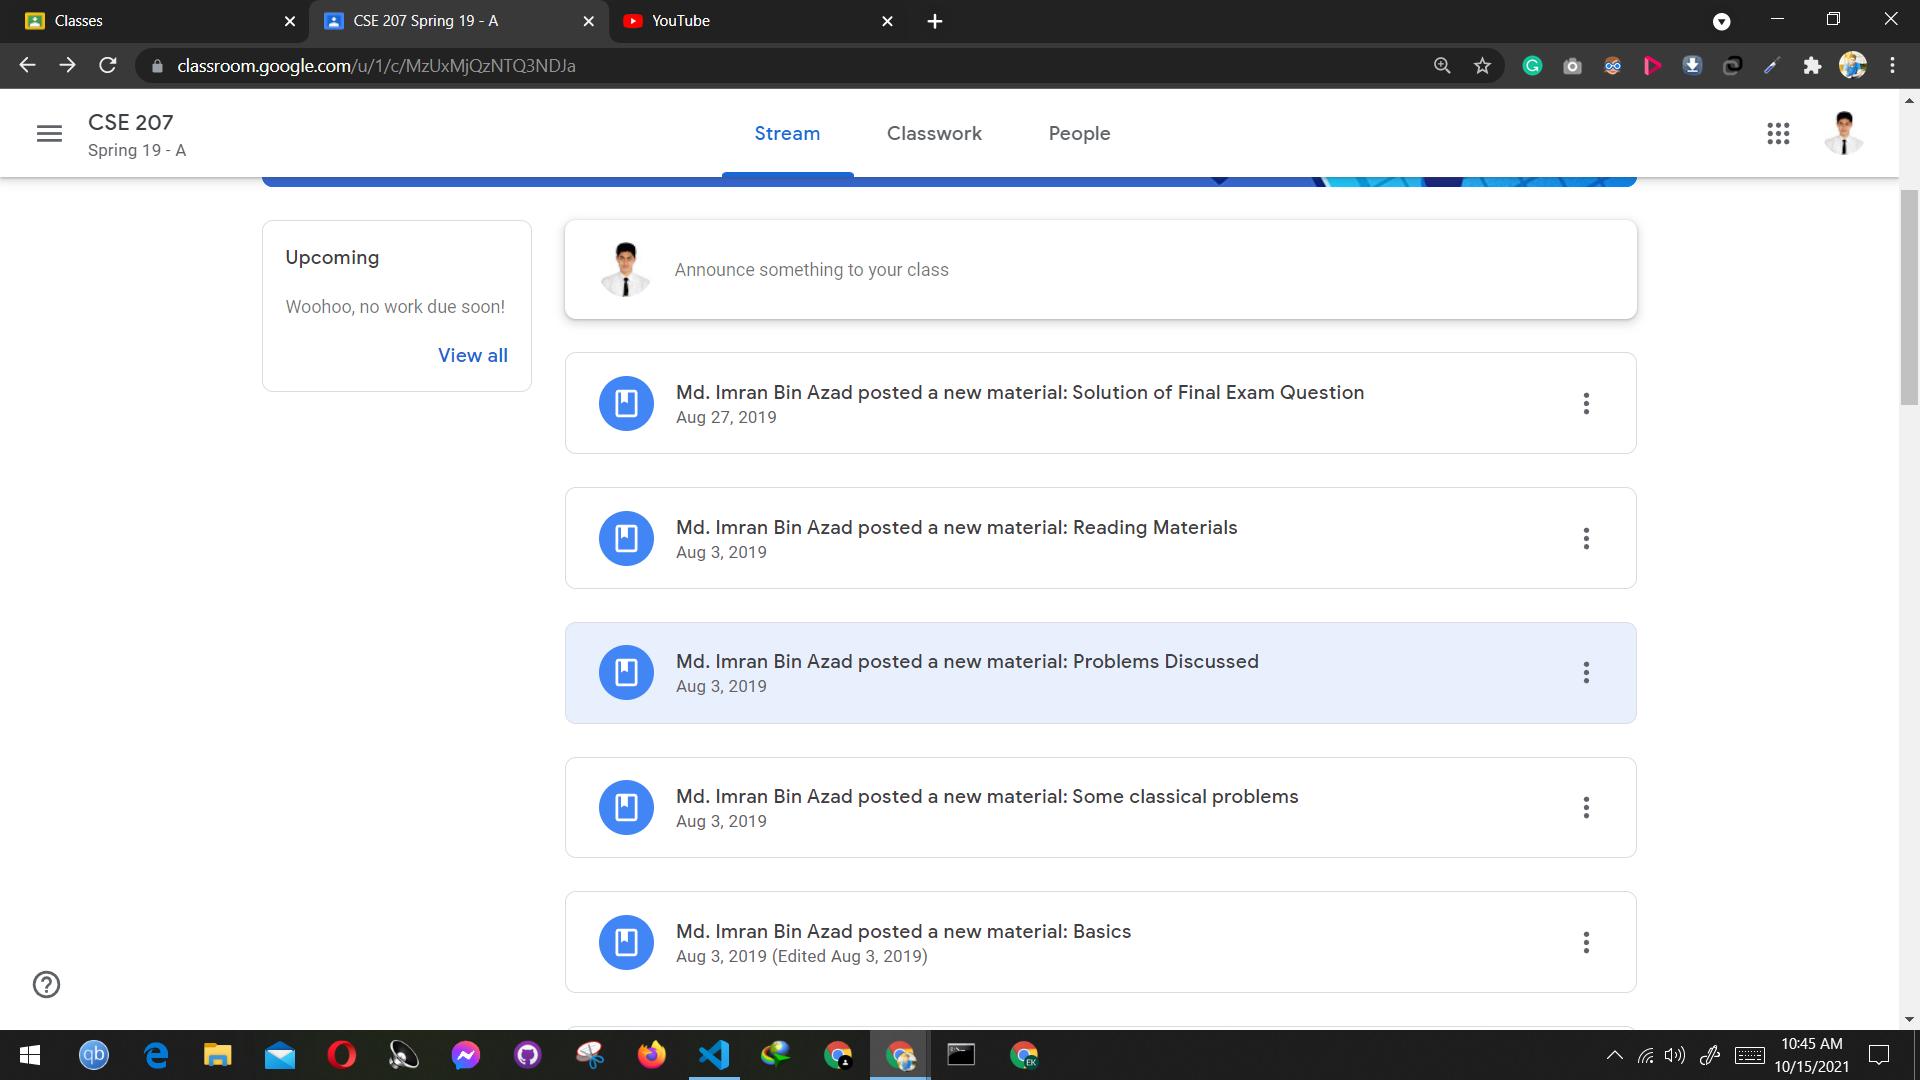 Classes
CSE 207 Spring 19 - A
YouTube
classroom.google.com/u/1/c/MzUxMjQzNTQ3NDJa
CSE 207
Spring 19 - A
Stream
Classwork
People
Upcoming
Woohoo, no work due soon!
View all
Announce something to your class
Md. Imran Bin Azad posted a new material: Solution of Final Exam Question
Aug 27, 2019
Md. Imran Bin Azad posted a new material: Reading Materials
Aug 3, 2019
Md. Imran Bin Azad posted a new material: Problems Discussed
Aug 3, 2019
Md. Imran Bin Azad posted a new material: Some classical problems
Aug 3, 2019
Md. Imran Bin Azad posted a new material: Basics
Aug 3, 2019 (Edited Aug 3, 2019)
qb
EK
10:45 AM
10/15/2021